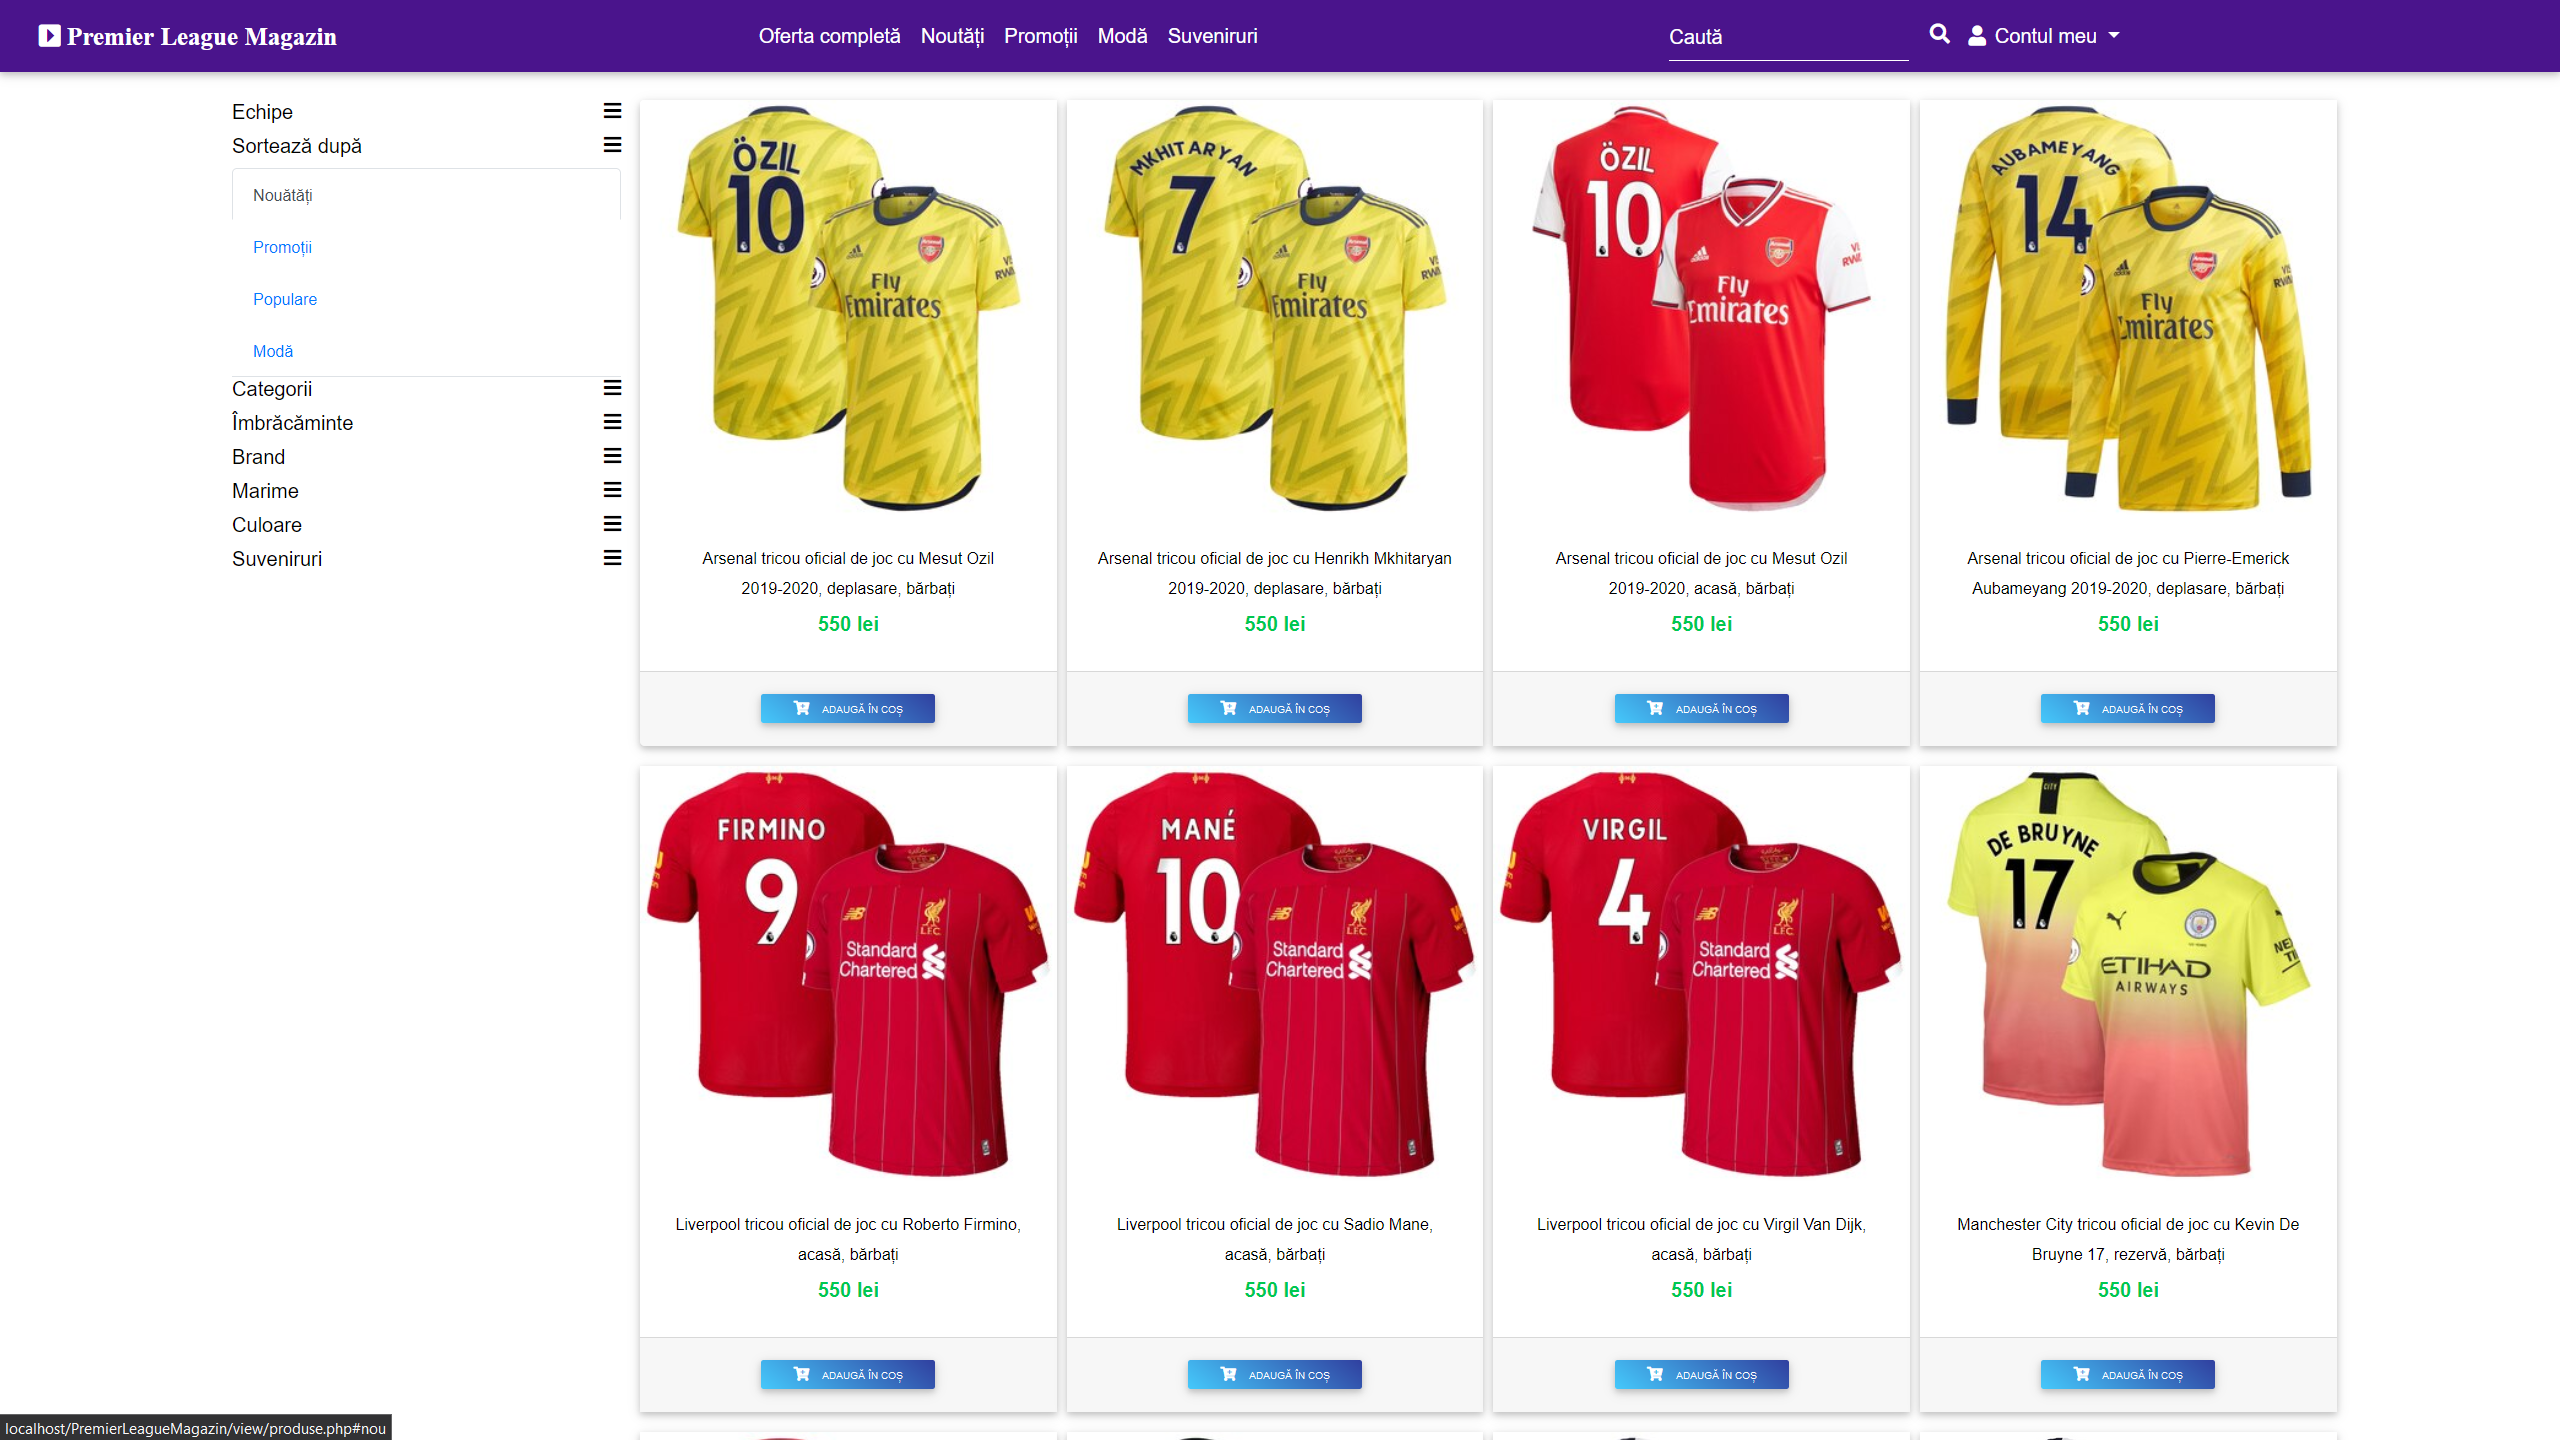 Premier League Magazin
Oferta completă Noutăți Promoții Modă Suveniruri
Caută
Contul meu
Echipe
Sortează după
Nouătăți
Promoții
Populare
Modă
Categorii
Îmbrăcăminte
Brand
Marime
Culoare
Suveniruri
ÖZIL
10
Fly
Emirates
Arsenal tricou oficial de joc cu Mesut Ozil
2019-2020, deplasare, bărbați
550 lei
ADAUGĂ ÎN COȘ
MKHITARYAN
7
Fly
Emirates
Arsenal tricou oficial de joc cu Henrikh Mkhitaryan
2019-2020, deplasare, bărbați
550 lei
ADAUGĂ ÎN COȘ
ÖZIL
10
Fly
Emirates
Arsenal tricou oficial de joc cu Mesut Ozil
2019-2020, acasă, bărbați
550 lei
ADAUGĂ ÎN COȘ
AUBAMEYANG
14
Fly
Emirates
Arsenal tricou oficial de joc cu Pierre-Emerick
Aubameyang 2019-2020, deplasare, bărbați
550 lei
ADAUGĂ ÎN COȘ
FIRMINO
9
L.F.C.
Standard
Chartered
Liverpool tricou oficial de joc cu Roberto Firmino,
acasă, bărbați
550 lei
ADAUGĂ ÎN COȘ
MANÉ
10
L.F.C.
Standard
Chartered
Liverpool tricou oficial de joc cu Sadio Mane,
acasă, bărbați
550 lei
ADAUGĂ ÎN COȘ
VIRGIL
4
L.F.C.
Standard
Chartered
Liverpool tricou oficial de joc cu Virgil Van Dijk,
acasă, bărbați
550 lei
ADAUGĂ ÎN COȘ
CITY
DE BRUYNE
17
ETIHAD
AIRWAYS
Manchester City tricou oficial de joc cu Kevin De
Bruyne 17, rezervă, bărbați
550 lei
ADAUGĂ ÎN COȘ
localhost/PremierLeagueMagazin/view/produse.php#nou